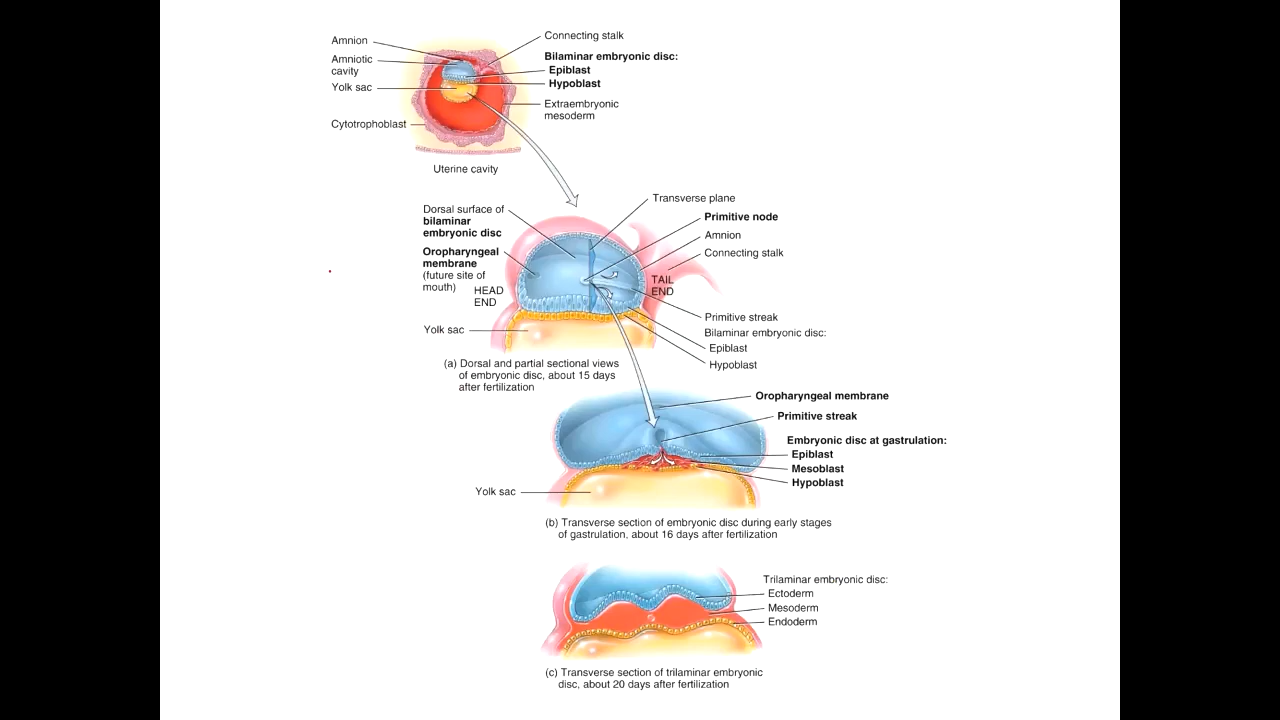 Amnion
Connecting stalk
Amniotic
cavity
Bilaminar embryonic disc:
Epiblast
Yolk sac
Hypoblast
Extraembryonic
mesoderm
Cytotrophoblast
Uterine cavity
Transverse plane
Dorsal surface of
bilaminar
embryonic disc
Primitive node
Amnion
Oropharyngeal
membrane
(future site of
mouth)
Connecting stalk
HEAD
END
TAIL
END
Primitive streak
Yolk sac
Bilaminar embryonic disc:
Epiblast
Hypoblast
(a) Dorsal and partial sectional views
of embryonic disc, about 15 days
after fertilization
Oropharyngeal membrane
Primitive streak
Embryonic disc at gastrulation:
Epiblast
Mesoblast
Hypoblast
Yolk sac
(b) Transverse section of embryonic disc during early stages
of gastrulation, about 16 days after fertilization
Trilaminar embryonic disc:
Ectoderm
Mesoderm
Endoderm
(c) Transverse section of trilaminar embryonic
disc, about 20 days after fertilization